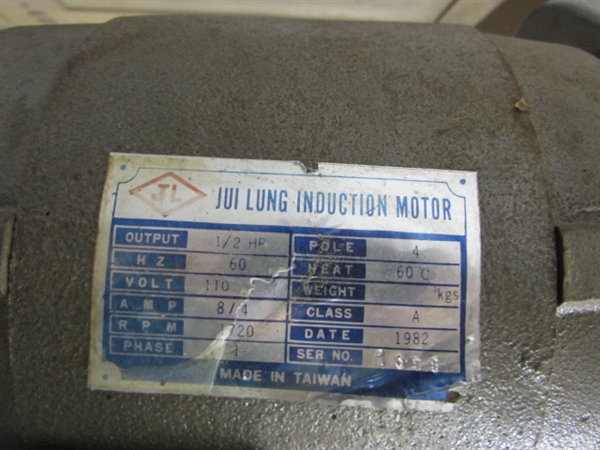 JL JUI LUNG INDUCTION MOTOR
OUTPUT 1/2 HP POLE 4
HZ 60 HEAT 60 C
VOLT 110 WEIGHT kgs
AMP 8/4 CLASS A
RPM 1720 DATE 1982
PHASE 1 SER. NO.
MADE IN TAIWAN